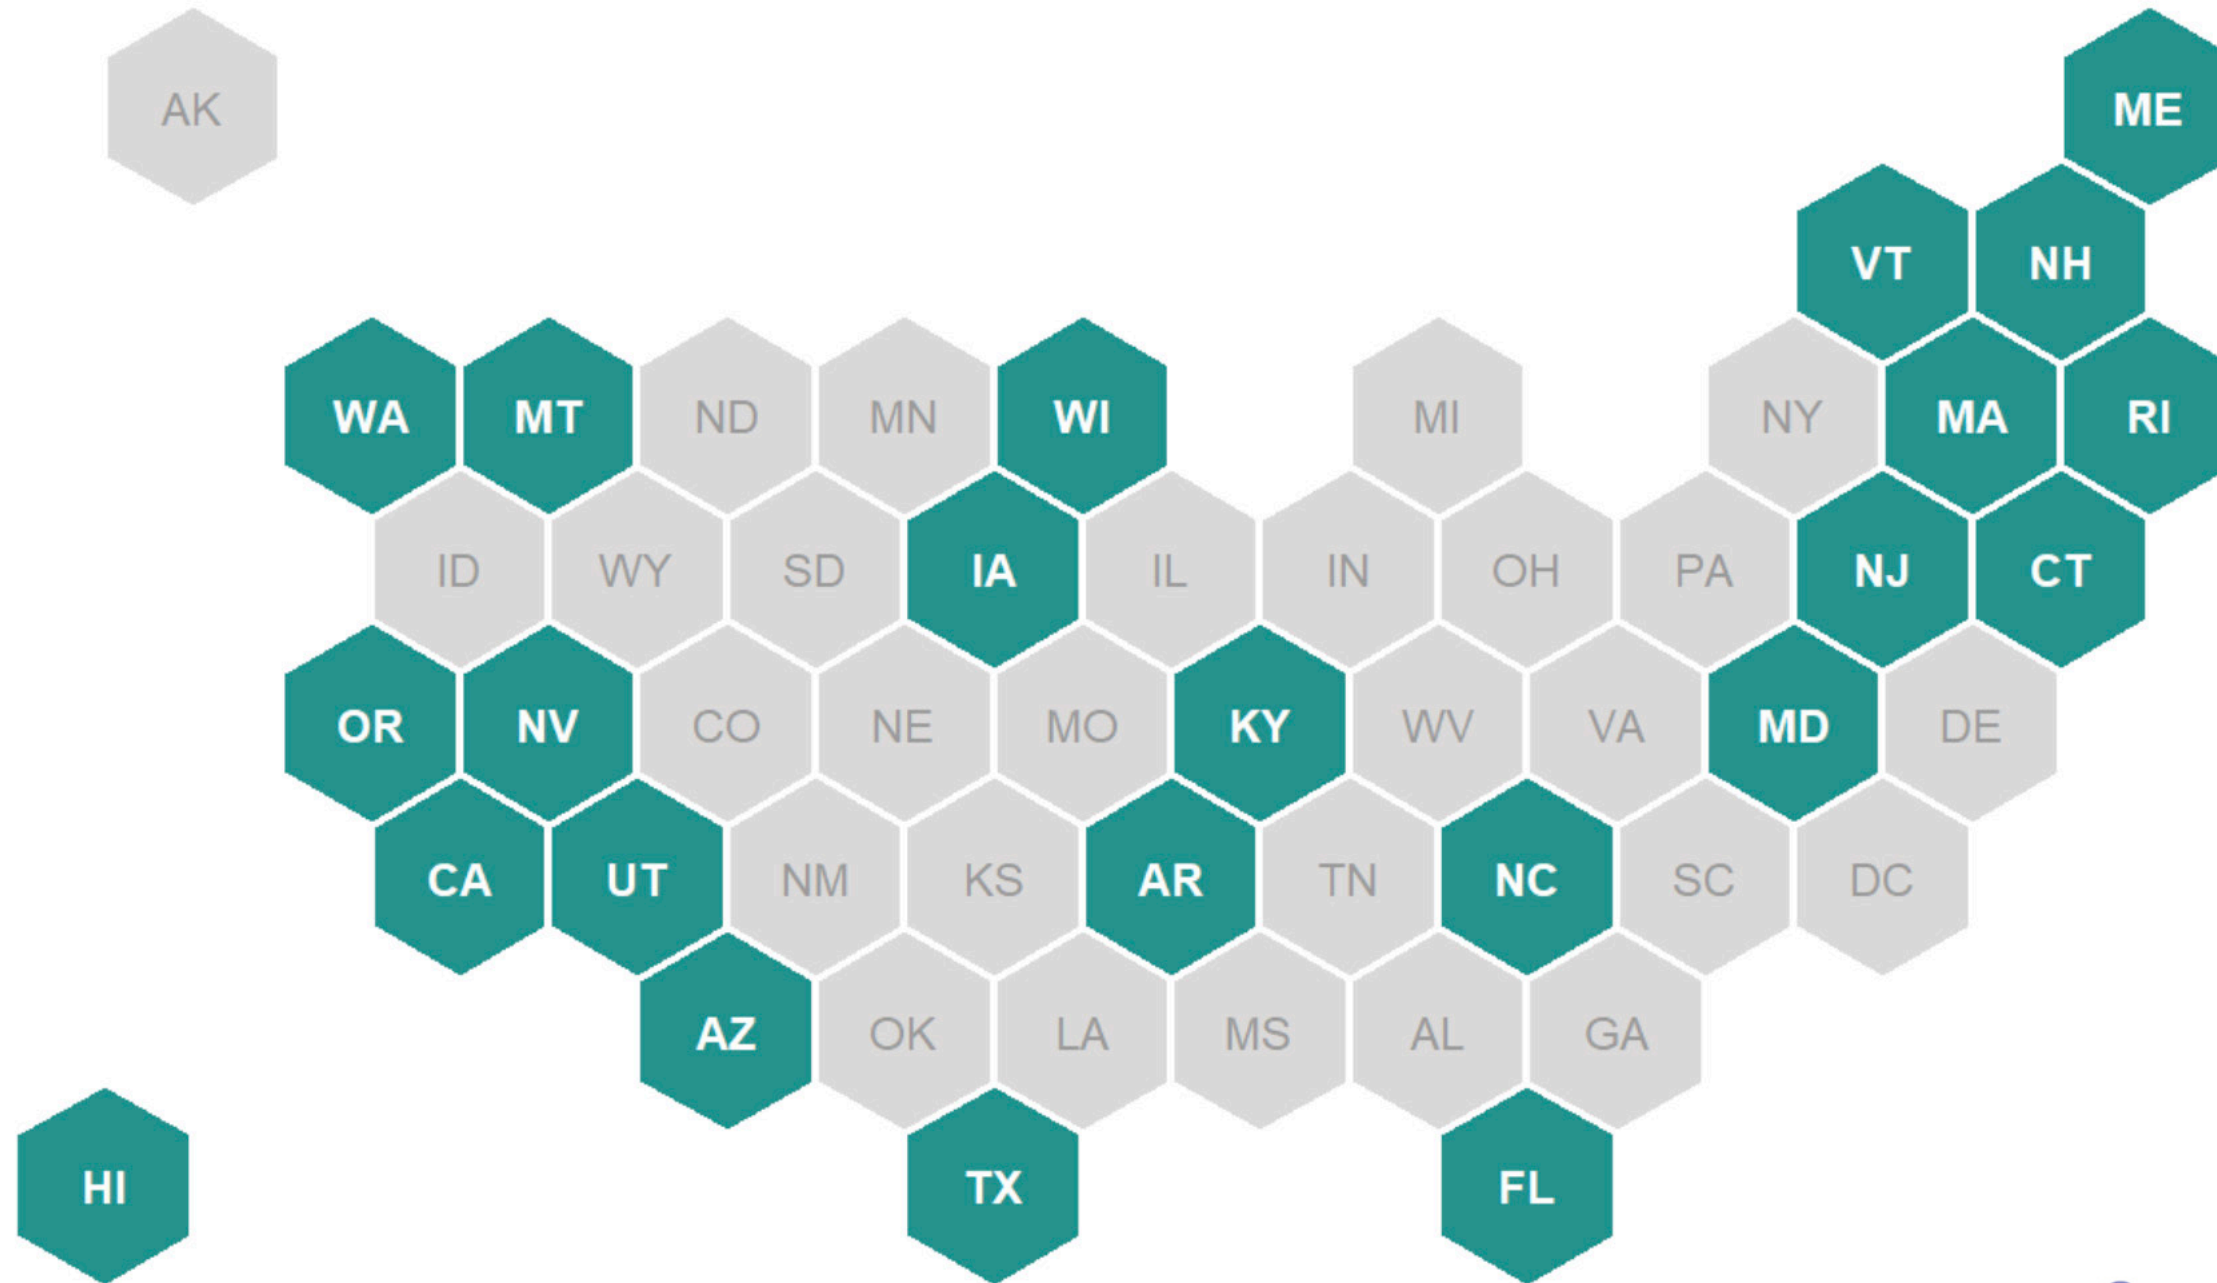 AK ME
VT NH
WA MT ND MN WI MI NY MA RI
ID WY SD IA IL IN OH PA NJ CT
OR NV CO NE MO KY WV VA MD DE
CA UT NM KS AR TN NC SC DC
AZ OK LA MS AL GA
HI TX FL